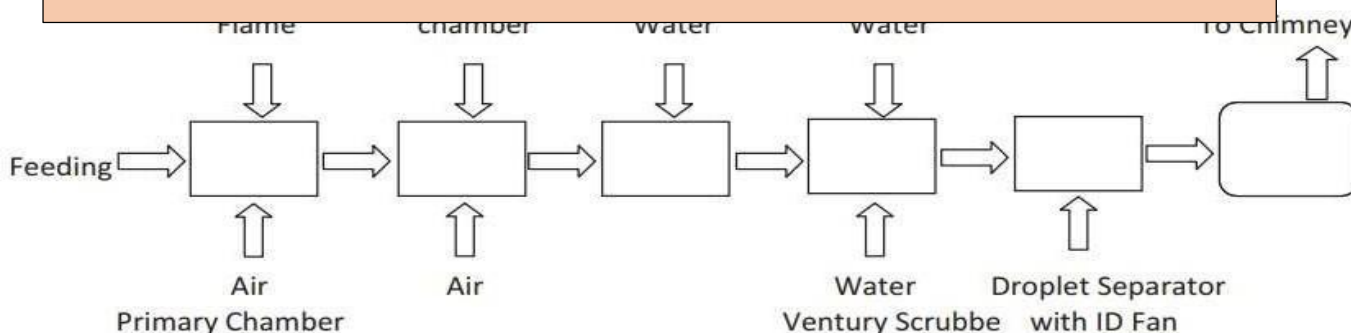 Flame chamber Water Water To Chimney
Feeding
Air Air Water Droplet Separator
Primary Chamber Ventury Scrubbe with ID Fan